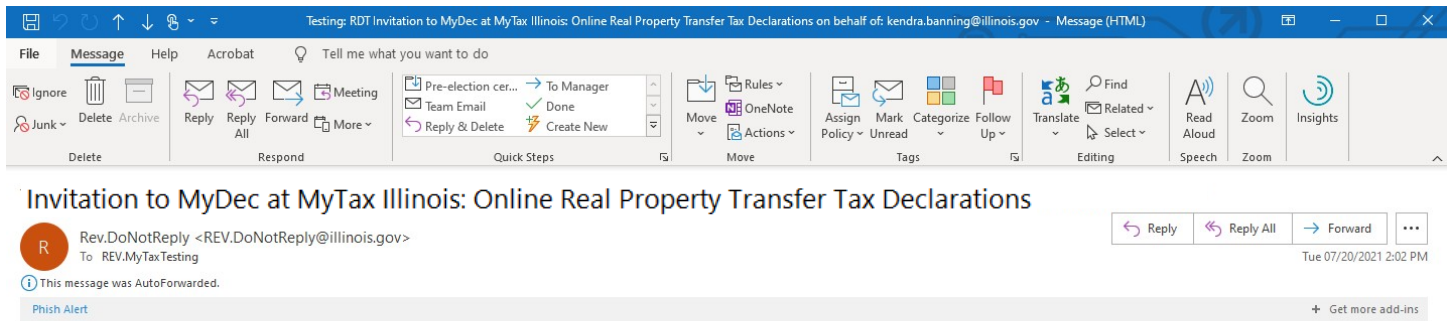 Testing: RDT Invitation to MyDec at MyTax Illinois: Online Real Property Transfer Tax Declarations on behalf of: kendra.banning@illinois.gov - Message (HTML)
File Message Help Acrobat Tell me what you want to do
Ignore
Junk
Delete
Archive
Reply
Reply All
Forward
Meeting
More
Pre-election cer... To Manager
Team Email Done
Reply & Delete Create New
Move
Rules
OneNote
Actions
Assign Policy
Mark Unread
Categorize
Follow Up
Translate
Find
Related
Select
Read Aloud
Zoom
Insights
Delete Respond Quick Steps Move Tags Editing Speech Zoom
Invitation to MyDec at MyTax Illinois: Online Real Property Transfer Tax Declarations
R
Rev.DoNotReply <REV.DoNotReply@illinois.gov>
To REV.MyTaxTesting
Reply Reply All Forward
Tue 07/20/2021 2:02 PM
This message was AutoForwarded.
Phish Alert + Get more add-ins